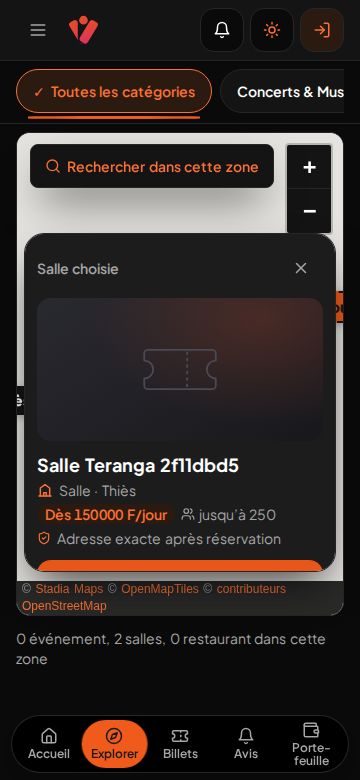 ✓ Toutes les catégories
Concerts & Mus
Rechercher dans cette zone
+
−
Salle choisie
Salle Teranga 2f11dbd5
Salle · Thiès
Dès 150000 F/jour
jusqu'à 250
Adresse exacte après réservation
© Stadia Maps © OpenMapTiles © contributeurs
OpenStreetMap
0 événement, 2 salles, 0 restaurant dans cette
zone
Accueil
Explorer
Billets
Avis
Porte-
feuille